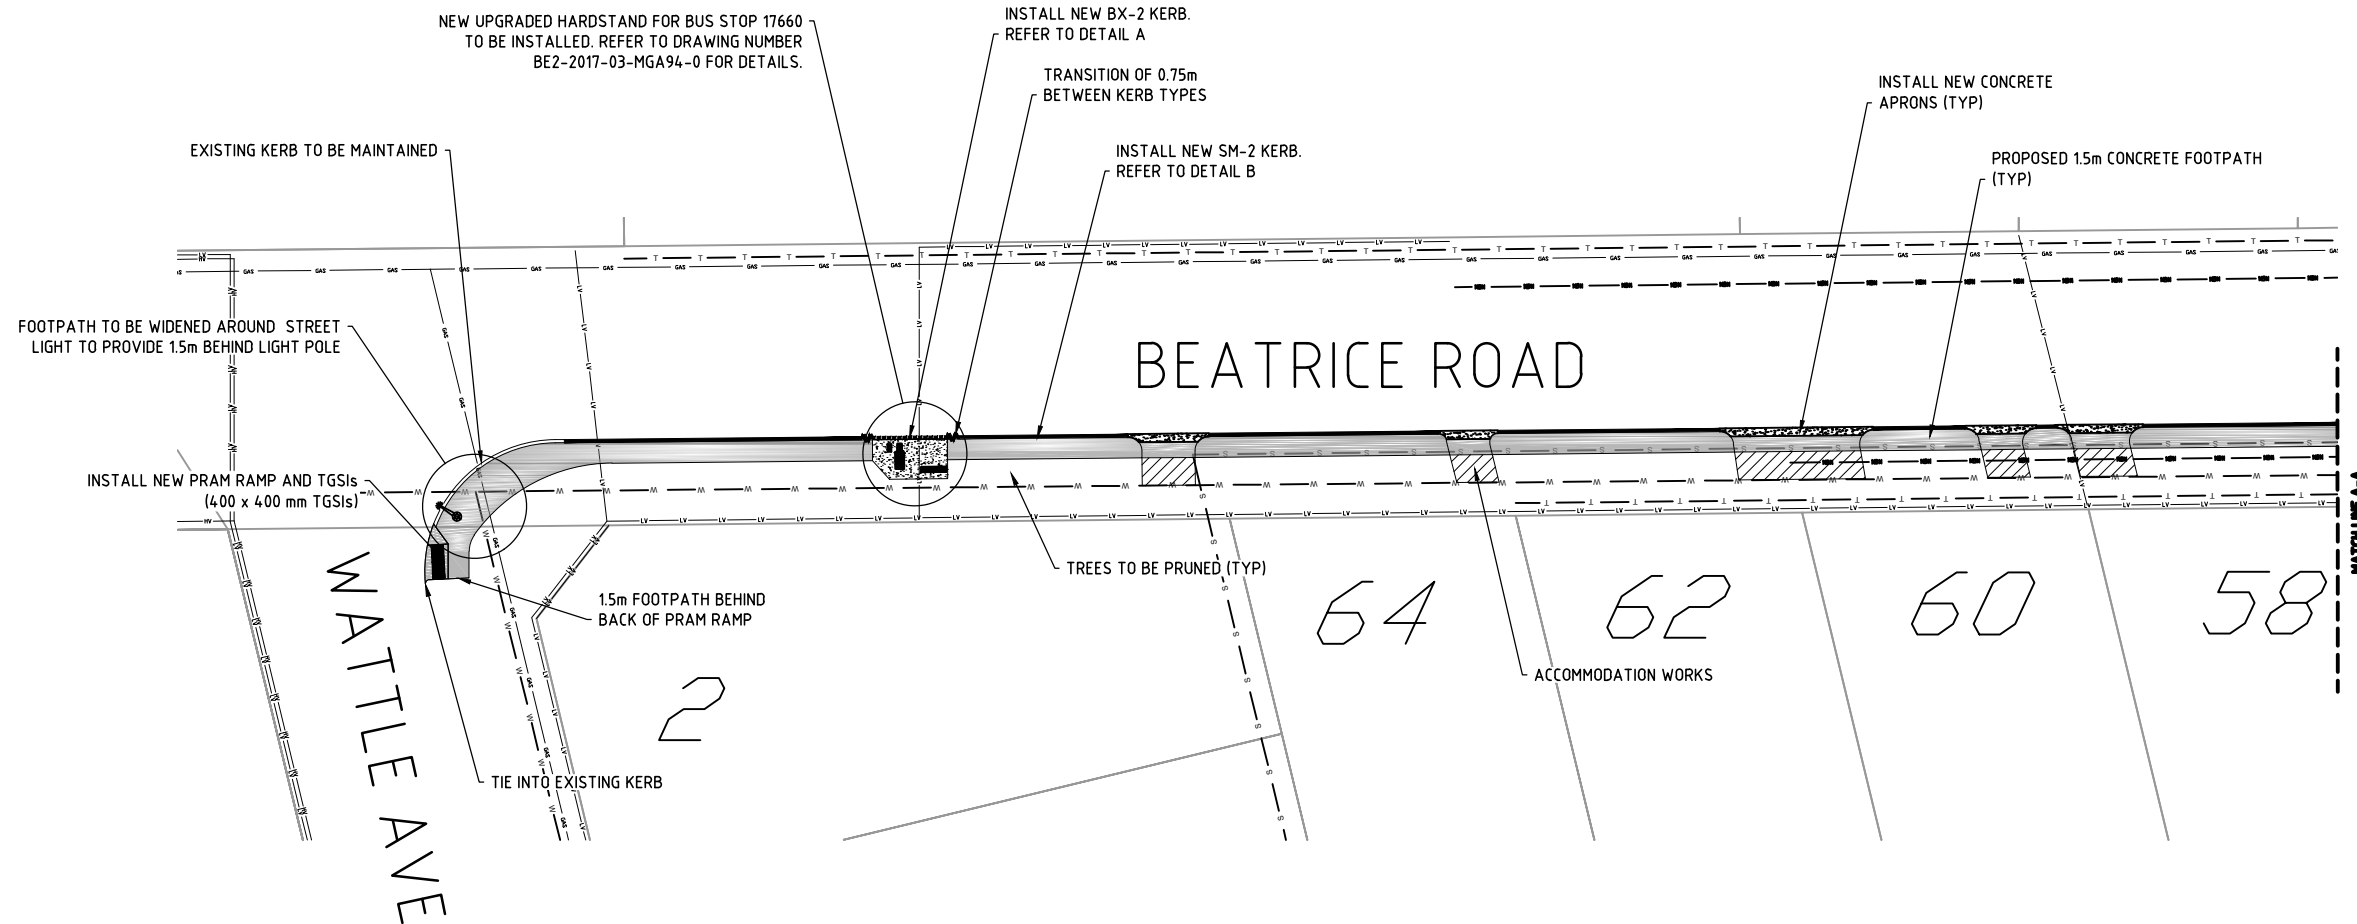 NEW UPGRADED HARDSTAND FOR BUS STOP 17660
TO BE INSTALLED. REFER TO DRAWING NUMBER
BE2-2017-03-MGA94-0 FOR DETAILS.
INSTALL NEW BX-2 KERB.
REFER TO DETAIL A
TRANSITION OF 0.75m
BETWEEN KERB TYPES
INSTALL NEW CONCRETE
APRONS (TYP)
EXISTING KERB TO BE MAINTAINED
INSTALL NEW SM-2 KERB.
REFER TO DETAIL B
PROPOSED 1.5m CONCRETE FOOTPATH
(TYP)
FOOTPATH TO BE WIDENED AROUND STREET
LIGHT TO PROVIDE 1.5m BEHIND LIGHT POLE
BEATRICE ROAD
INSTALL NEW PRAM RAMP AND TGSIs
(400 x 400 mm TGSIs)
MATCH LINE A-A
TREES TO BE PRUNED (TYP)
1.5m FOOTPATH BEHIND
BACK OF PRAM RAMP
64
62
60
58
ACCOMMODATION WORKS
2
WATTLE AVE
TIE INTO EXISTING KERB